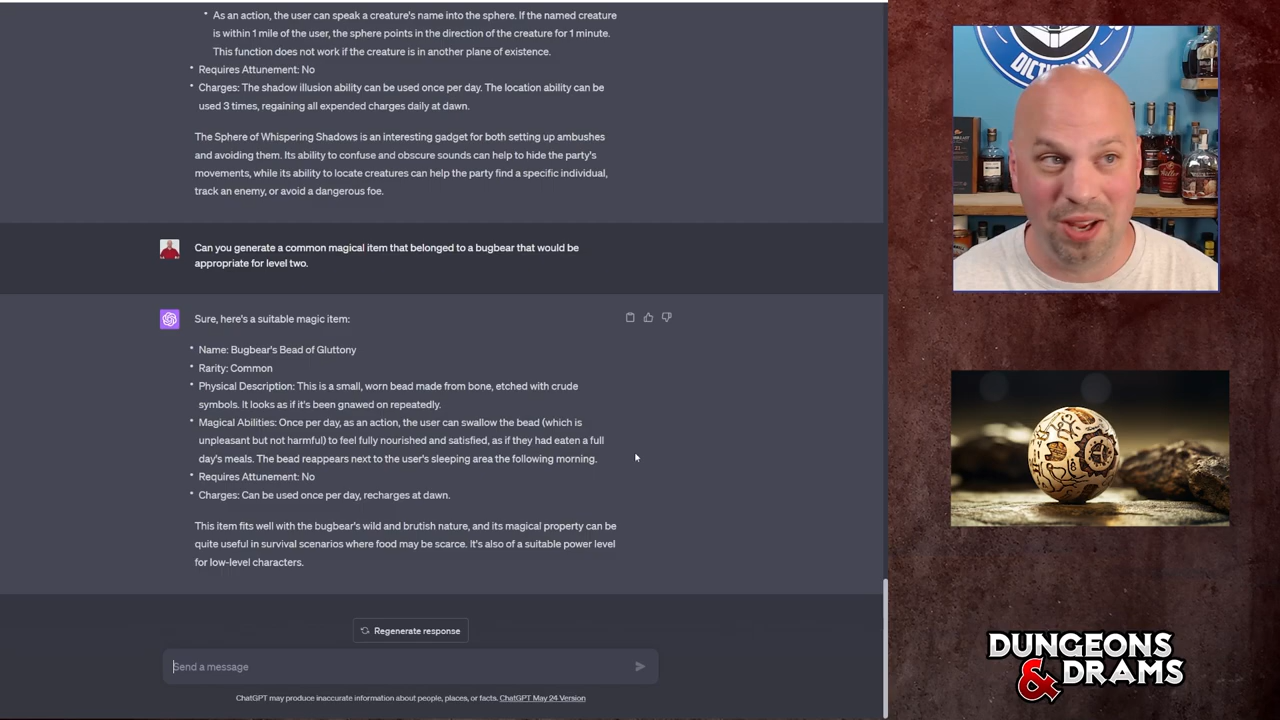 As an action, the user can speak a creature's name into the sphere. If the named creature
is within 1 mile of the user, the sphere points in the direction of the creature for 1 minute.
This function does not work if the creature is in another plane of existence.
Requires Attunement: No
Charges: The shadow illusion ability can be used once per day. The location ability can be
used 3 times, regaining all expended charges daily at dawn.
The Sphere of Whispering Shadows is an interesting gadget for both setting up ambushes
and avoiding them. Its ability to confuse and obscure sounds can help to hide the party's
movements, while its ability to locate creatures can help the party find a specific individual,
track an enemy, or avoid a dangerous foe.
Can you generate a common magical item that belonged to a bugbear that would be
appropriate for level two.
Sure, here's a suitable magic item:
Name: Bugbear's Bead of Gluttony
Rarity: Common
Physical Description: This is a small, worn bead made from bone, etched with crude
symbols. It looks as if it's been gnawed on repeatedly.
Magical Abilities: Once per day, as an action, the user can swallow the bead (which is
unpleasant but not harmful) to feel fully nourished and satisfied, as if they had eaten a full
day's meals. The bead reappears next to the user's sleeping area the following morning.
Requires Attunement: No
Charges: Can be used once per day, recharges at dawn.
This item fits well with the bugbear's wild and brutish nature, and its magical property can be
quite useful in survival scenarios where food may be scarce. It's also of a suitable power level
for low-level characters.
Regenerate response
Send a message
ChatGPT may produce inaccurate information about people, places, or facts. ChatGPT May 24 Version
DICTIONARY
DUNGEONS
& DRAMS